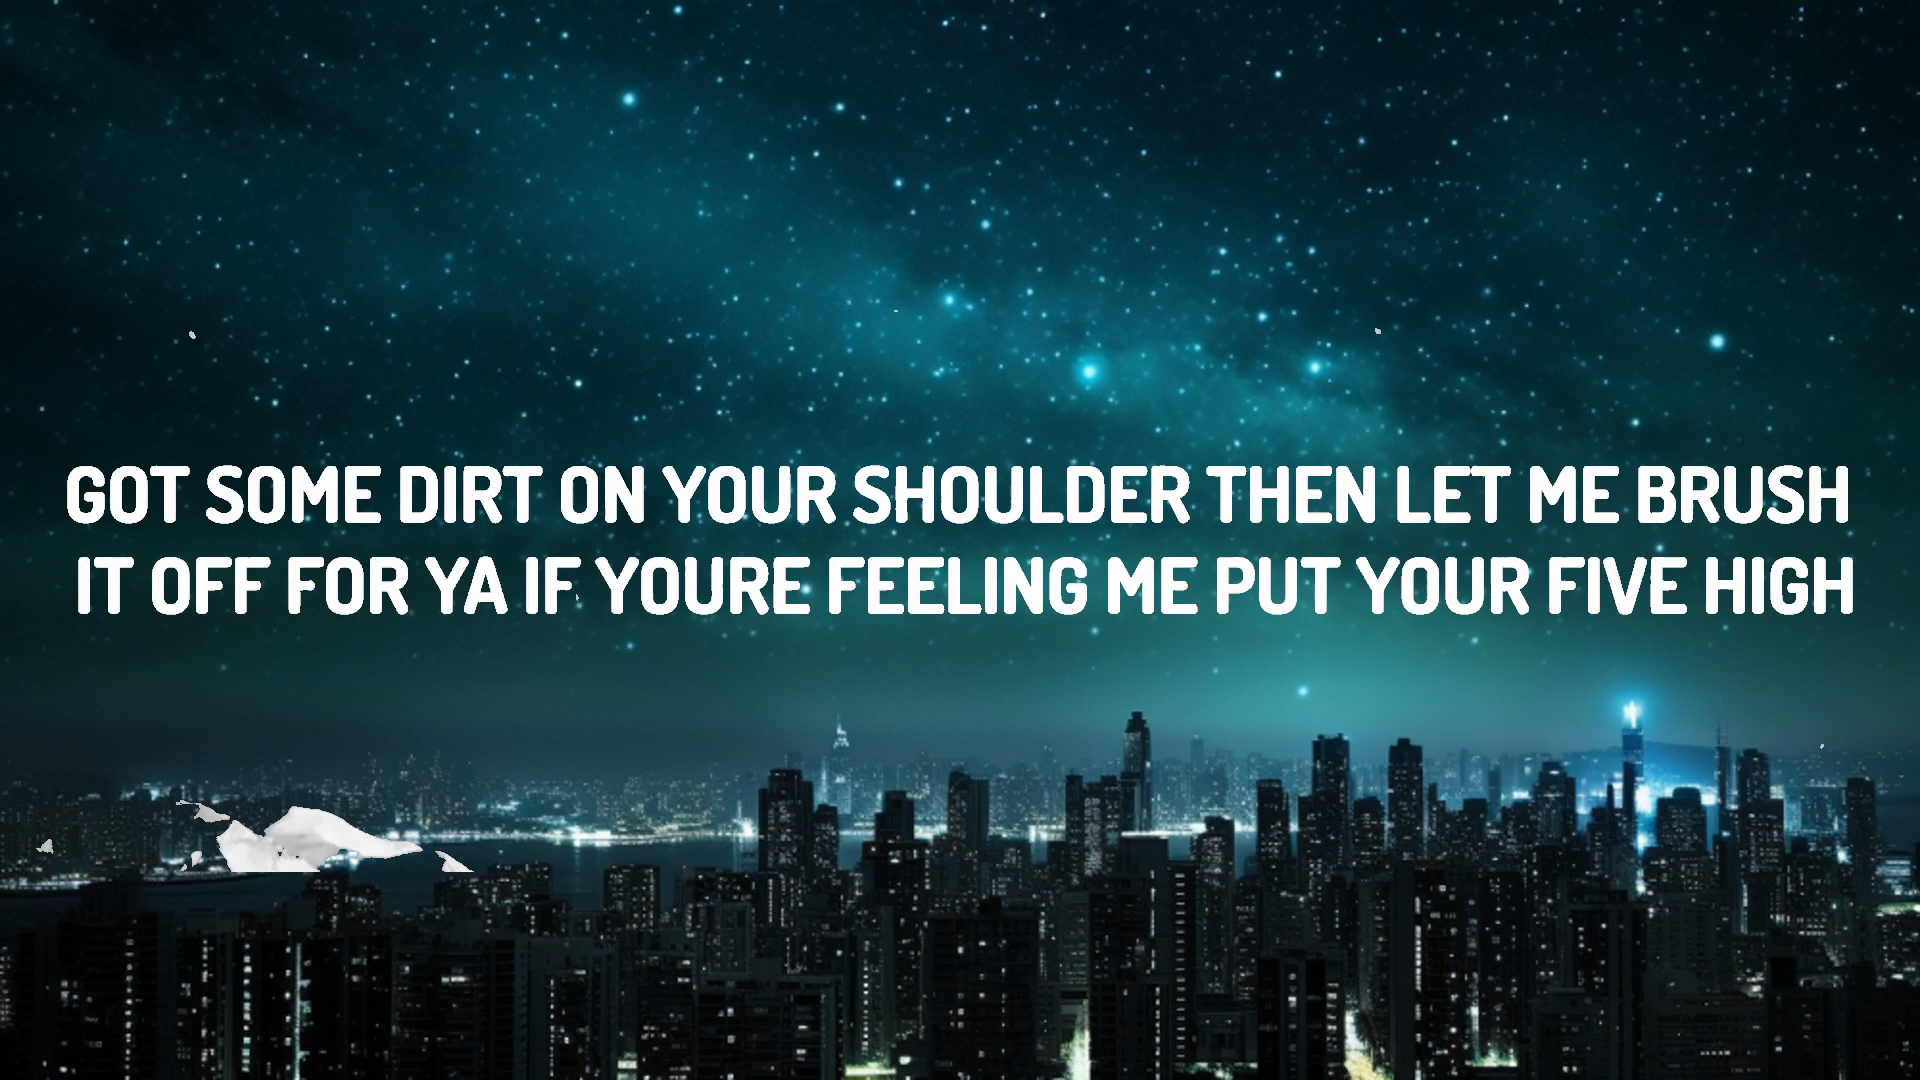 GOT SOME DIRT ON YOUR SHOULDER THEN LET ME BRUSH
IT OFF FOR YA IF YOURE FEELING ME PUT YOUR FIVE HIGH